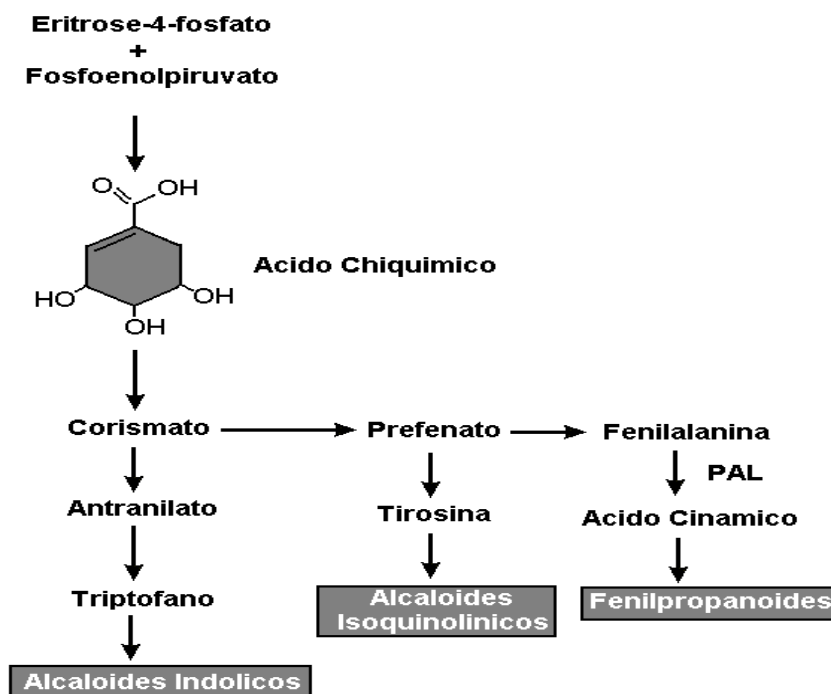 Eritrose-4-fosfato
+
Fosfoenolpiruvato
O
OH
Acido Chiquimico
HO
OH
OH
Corismato
Prefenato
Fenilalanina
PAL
Antranilato
Tirosina
Acido Cinamico
Triptofano
Alcaloides
Isoquinolinicos
Fenilpropanoides
Alcaloides Indolicos